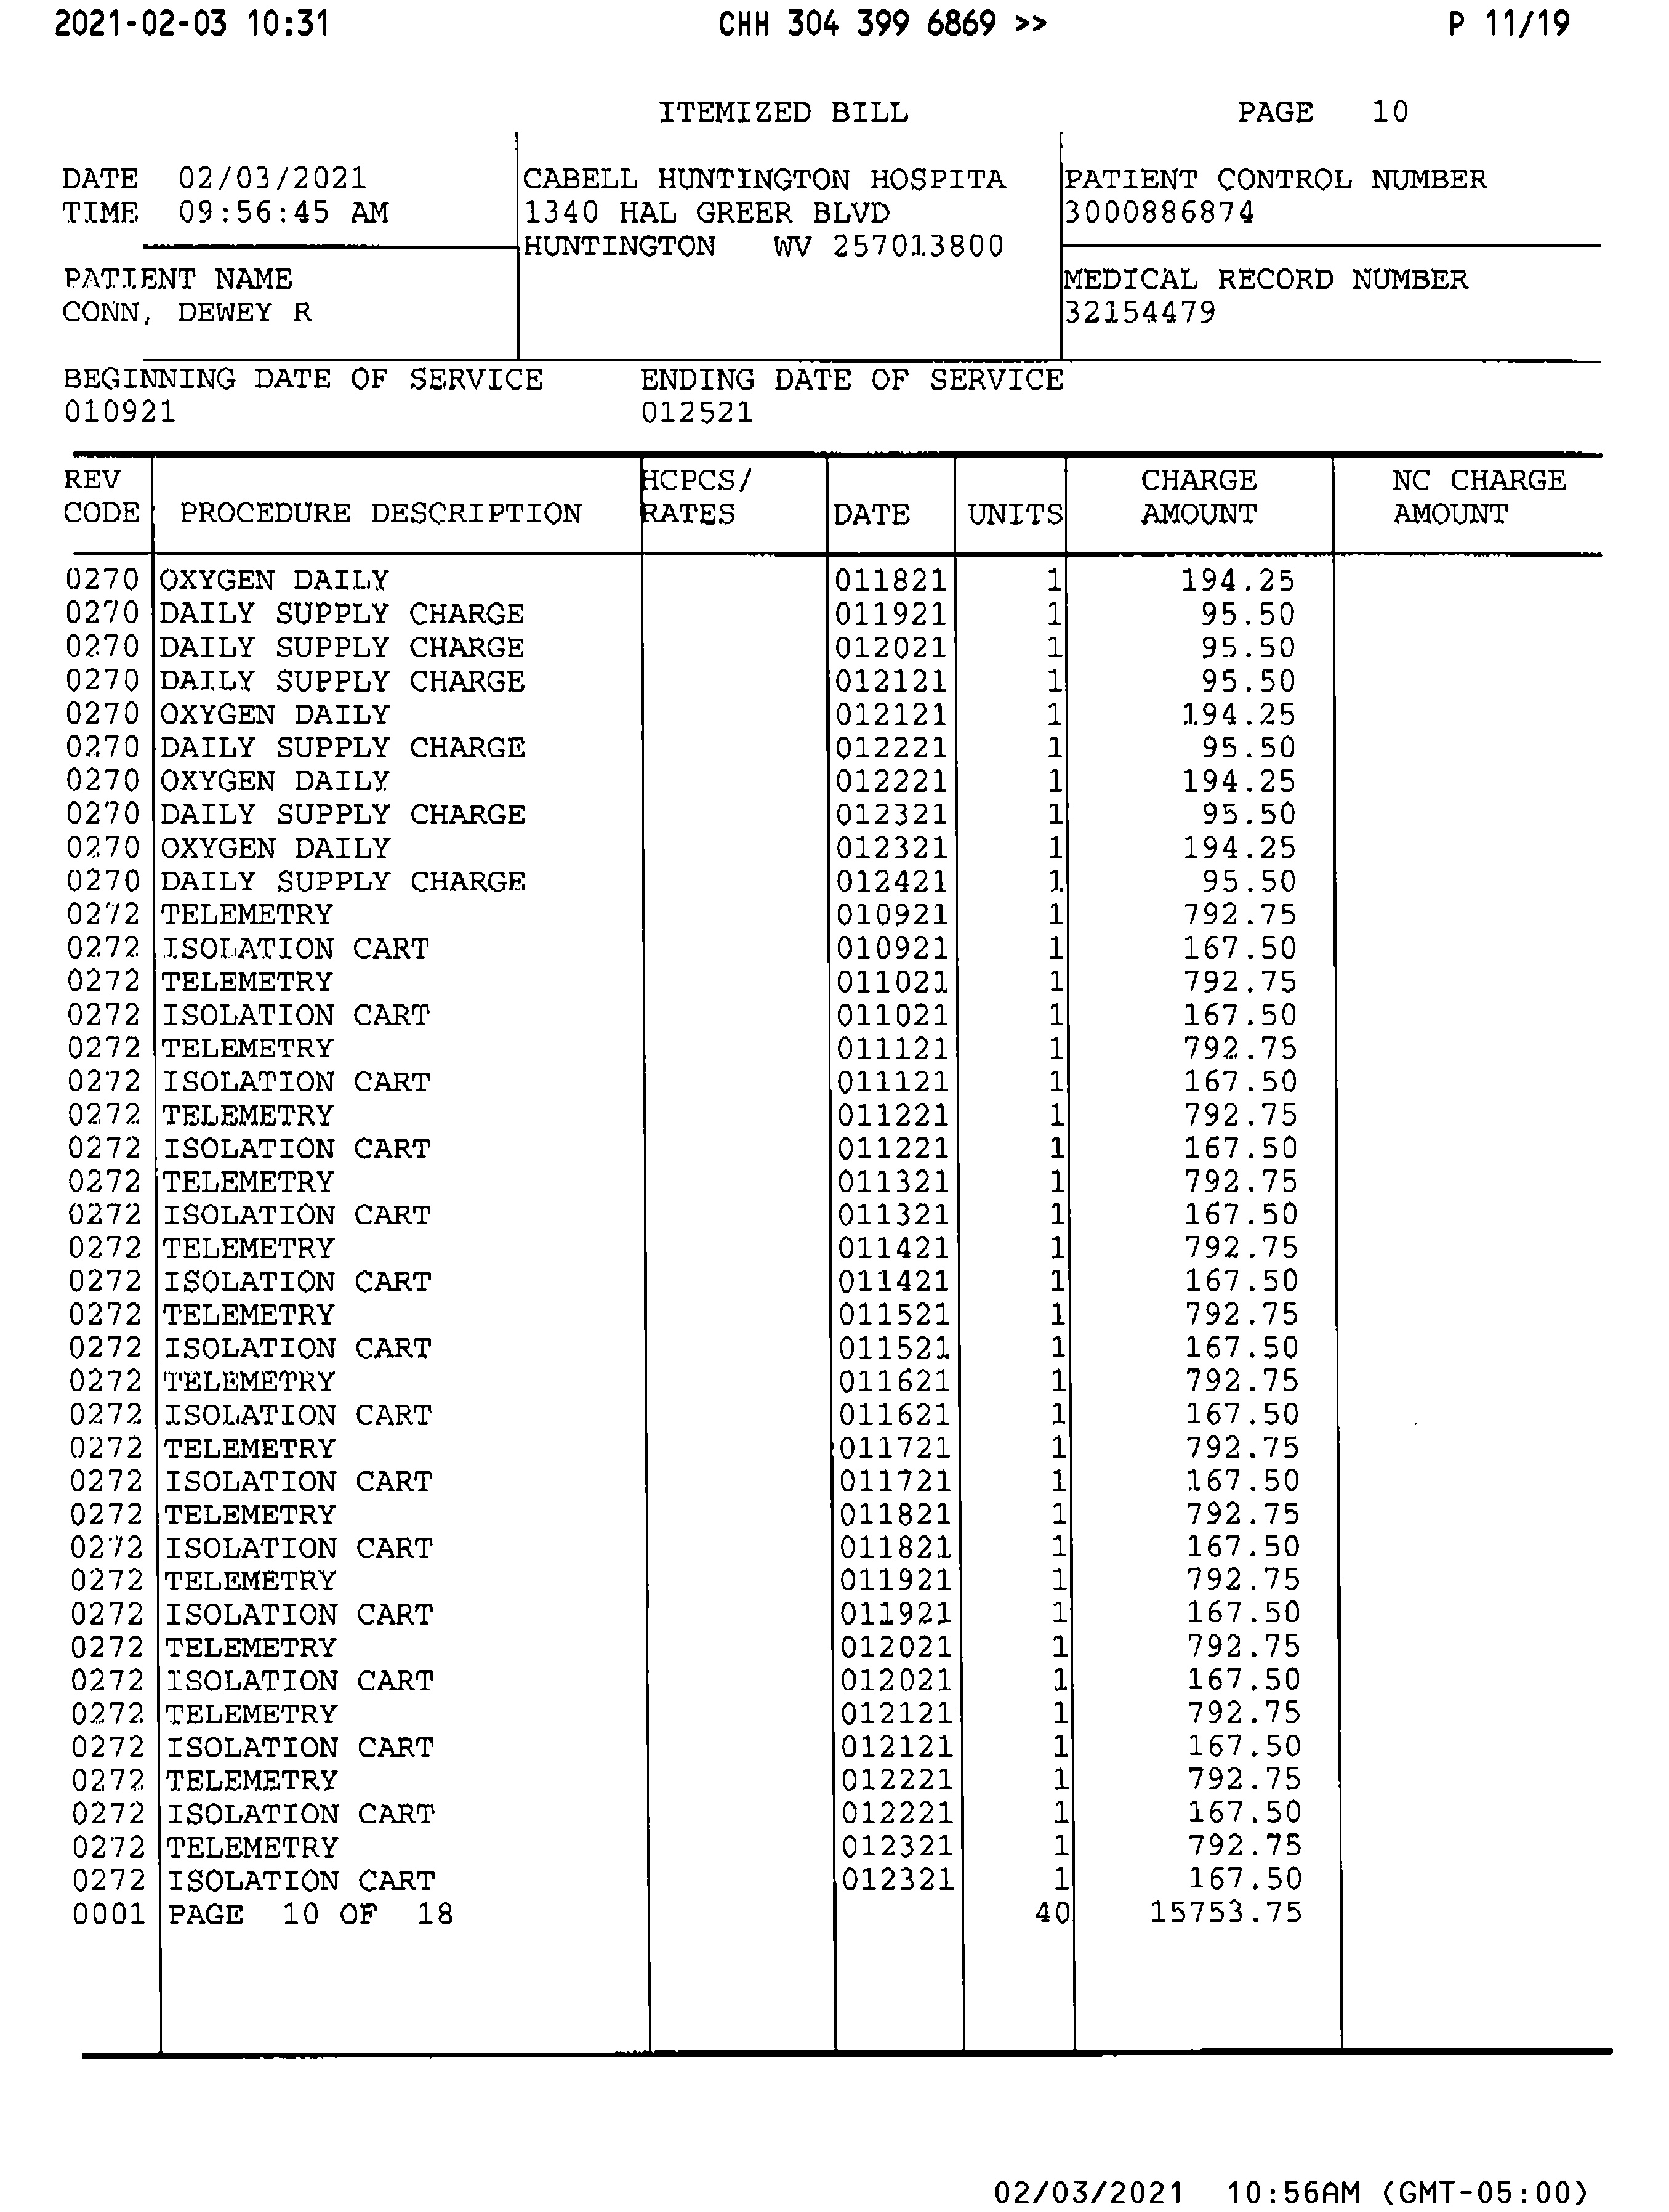 2021-02-03 10:31 CHH 304 399 6869 >> P 11/19
ITEMIZED BILL PAGE 10
DATE 02/03/2021 CABELL HUNTINGTON HOSPITA PATIENT CONTROL NUMBER
TIME 09:56:45 AM 1340 HAL GREER BLVD 3000886874
HUNTINGTON WV 257013800
PATIENT NAME MEDICAL RECORD NUMBER
CONN, DEWEY R 32154479
BEGINNING DATE OF SERVICE ENDING DATE OF SERVICE
010921 012521
REV HCPCS/ CHARGE NC CHARGE
CODE PROCEDURE DESCRIPTION RATES DATE UNITS AMOUNT AMOUNT
0270 OXYGEN DAILY 011821 1 194.25
0270 DAILY SUPPLY CHARGE 011921 1 95.50
0270 DAILY SUPPLY CHARGE 012021 1 95.50
0270 DAILY SUPPLY CHARGE 012121 1 95.50
0270 OXYGEN DAILY 012121 1 194.25
0270 DAILY SUPPLY CHARGE 012221 1 95.50
0270 OXYGEN DAILY 012221 1 194.25
0270 DAILY SUPPLY CHARGE 012321 1 95.50
0270 OXYGEN DAILY 012321 1 194.25
0270 DAILY SUPPLY CHARGE 012421 1 95.50
0272 TELEMETRY 010921 1 792.75
0272 ISOLATION CART 010921 1 167.50
0272 TELEMETRY 011021 1 792.75
0272 ISOLATION CART 011021 1 167.50
0272 TELEMETRY 011121 1 792.75
0272 ISOLATION CART 011121 1 167.50
0272 TELEMETRY 011221 1 792.75
0272 ISOLATION CART 011221 1 167.50
0272 TELEMETRY 011321 1 792.75
0272 ISOLATION CART 011321 1 167.50
0272 TELEMETRY 011421 1 792.75
0272 ISOLATION CART 011421 1 167.50
0272 TELEMETRY 011521 1 792.75
0272 ISOLATION CART 011521 1 167.50
0272 TELEMETRY 011621 1 792.75
0272 ISOLATION CART 011621 1 167.50
0272 TELEMETRY 011721 1 792.75
0272 ISOLATION CART 011721 1 167.50
0272 TELEMETRY 011821 1 792.75
0272 ISOLATION CART 011821 1 167.50
0272 TELEMETRY 011921 1 792.75
0272 ISOLATION CART 011921 1 167.50
0272 TELEMETRY 012021 1 792.75
0272 ISOLATION CART 012021 1 167.50
0272 TELEMETRY 012121 1 792.75
0272 ISOLATION CART 012121 1 167.50
0272 TELEMETRY 012221 1 792.75
0272 ISOLATION CART 012221 1 167.50
0272 TELEMETRY 012321 1 792.75
0272 ISOLATION CART 012321 1 167.50
0001 PAGE 10 OF 18 40 15753.75
02/03/2021 10:56AM (GMT-05:00)